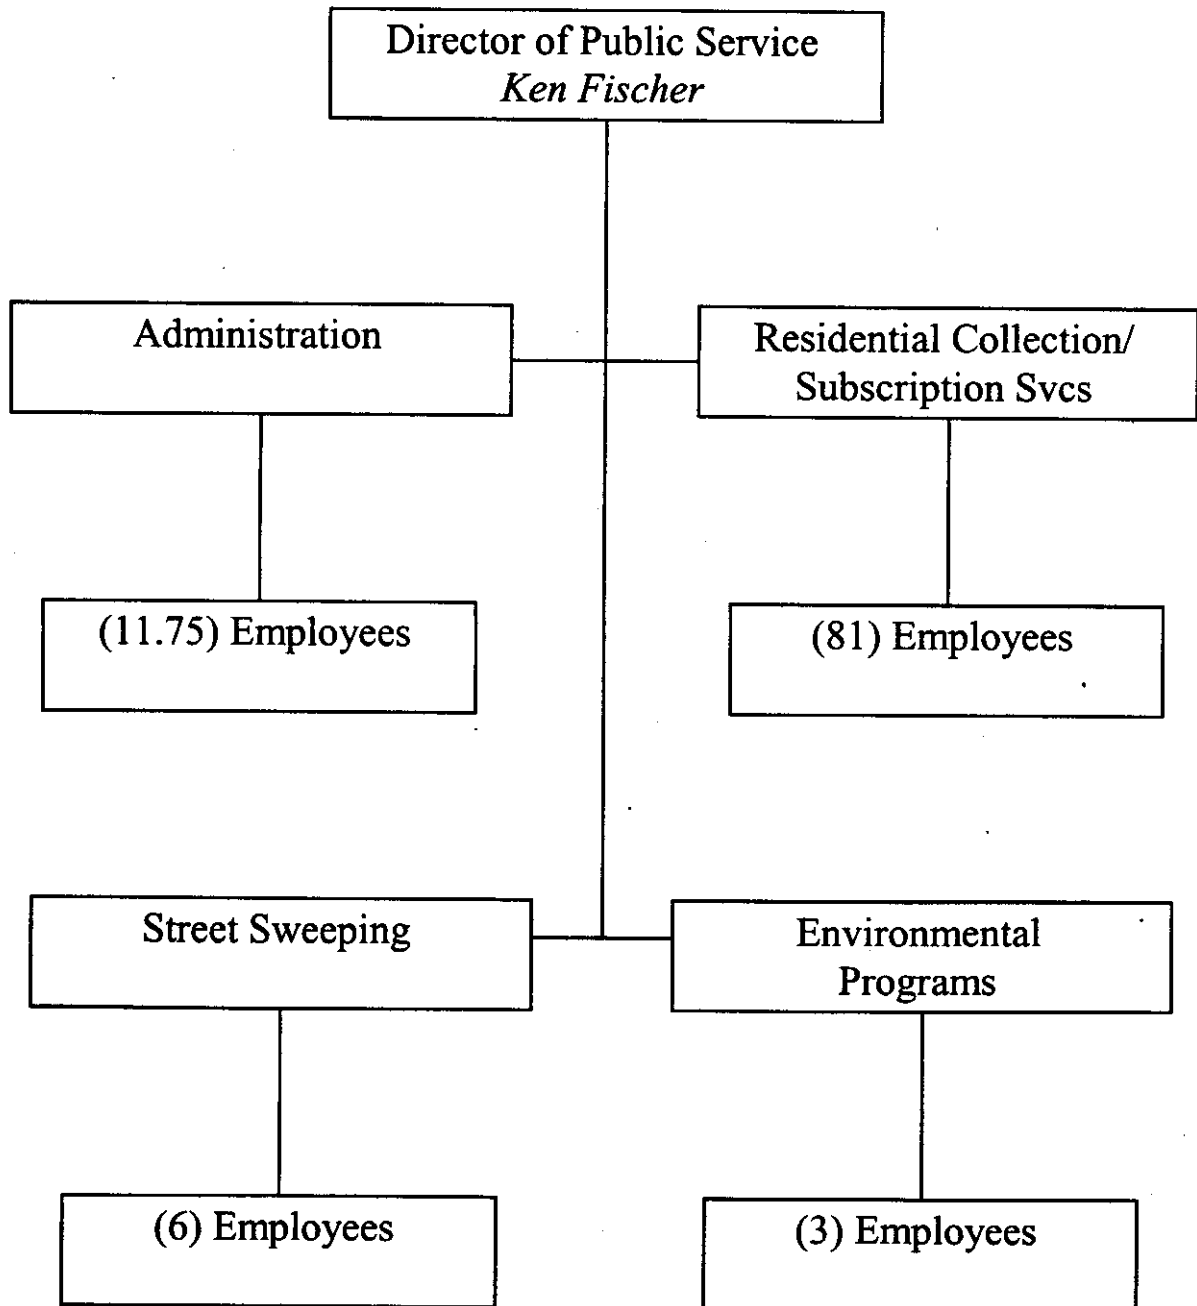 Director of Public Service
Ken Fischer
Administration
Residential Collection/
Subscription Svcs
(11.75) Employees
(81) Employees
Street Sweeping
Environmental
Programs
(6) Employees
(3) Employees